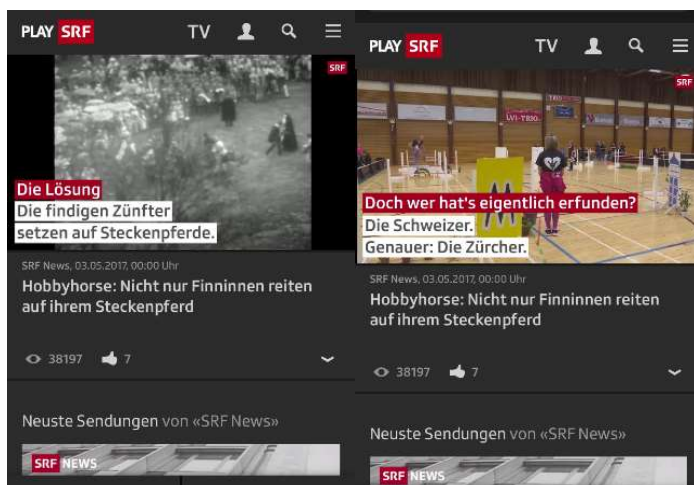 PLAY SRF TV
SRF
Die Lösung
Die findigen Zünfter
setzen auf Steckenpferde.
SRF News, 03.05.2017, 00:00 Uhr
Hobbyhorse: Nicht nur Finninnen reiten
auf ihrem Steckenpferd
38197 7
Neuste Sendungen von «SRF News»
SRF NEWS
PLAY SRF TV
SRF
LVI-TRIO
Doch wer hat's eigentlich erfunden?
Die Schweizer.
Genauer: Die Zürcher.
SRF News, 03.05.2017, 00:00 Uhr
Hobbyhorse: Nicht nur Finninnen reiten
auf ihrem Steckenpferd
38197 7
Neuste Sendungen von «SRF News»
SRF NEWS